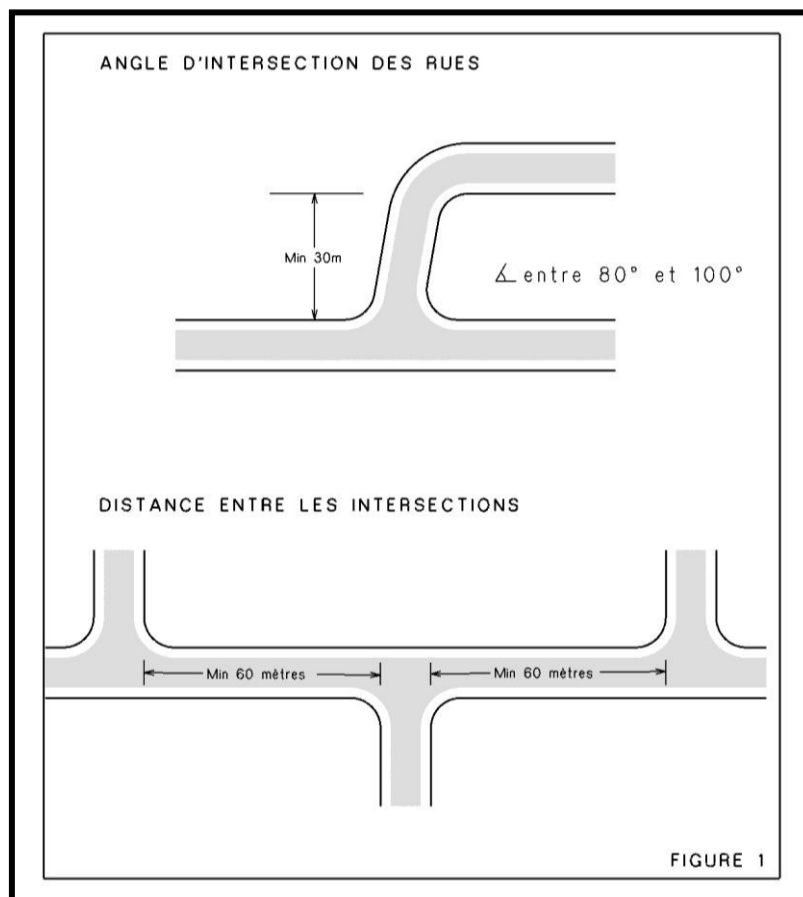 ANGLE D'INTERSECTION DES RUES
Min 30m
∡ entre 80° et 100°
DISTANCE ENTRE LES INTERSECTIONS
Min 60 mètres
Min 60 mètres
FIGURE 1